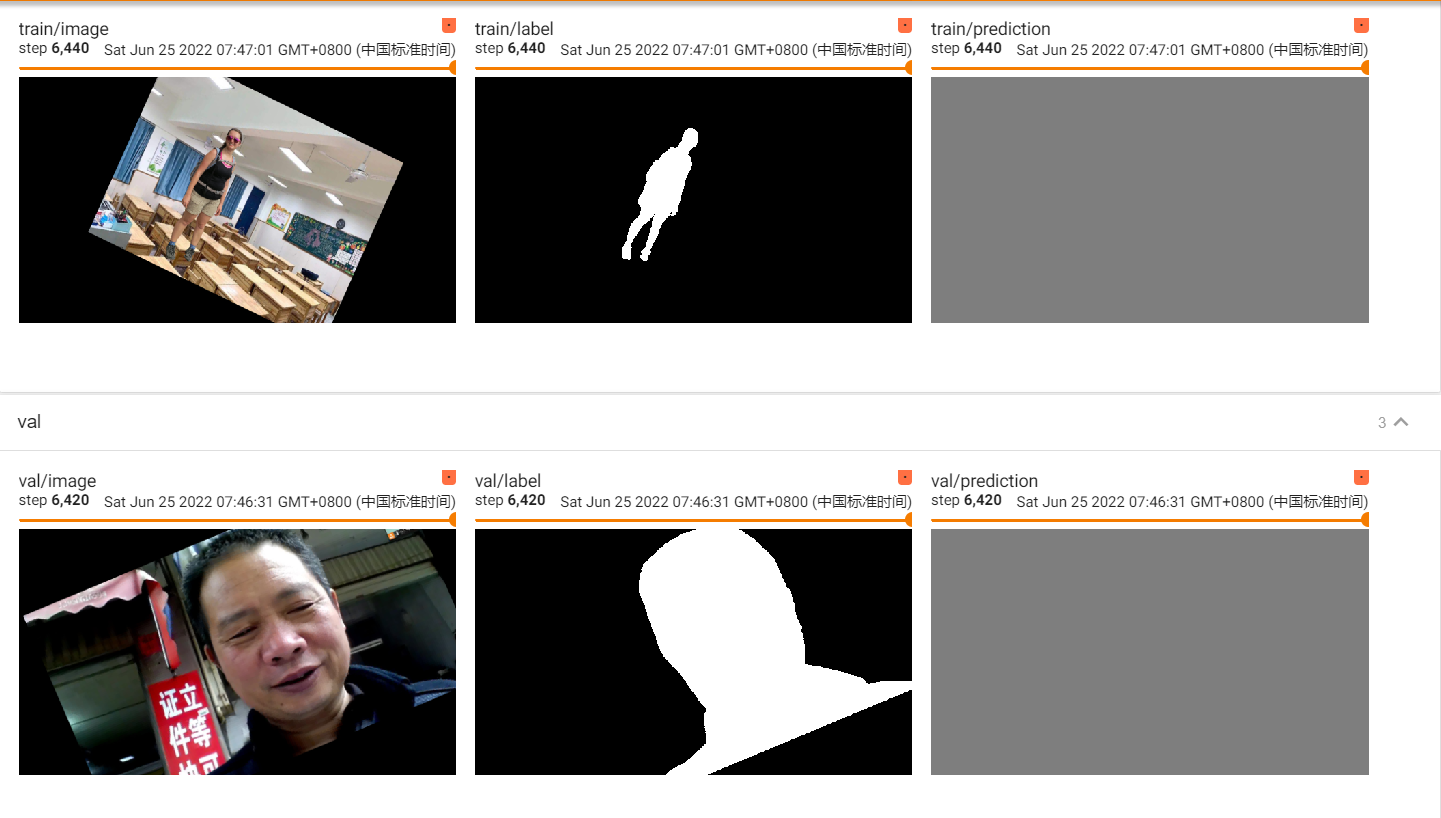 train/image
step 6,440 Sat Jun 25 2022 07:47:01 GMT+0800 (中国标准时间)
train/label
step 6,440 Sat Jun 25 2022 07:47:01 GMT+0800 (中国标准时间)
train/prediction
step 6,440 Sat Jun 25 2022 07:47:01 GMT+0800 (中国标准时间)
val
3
val/image
step 6,420 Sat Jun 25 2022 07:46:31 GMT+0800 (中国标准时间)
val/label
step 6,420 Sat Jun 25 2022 07:46:31 GMT+0800 (中国标准时间)
val/prediction
step 6,420 Sat Jun 25 2022 07:46:31 GMT+0800 (中国标准时间)
证立
件等
可